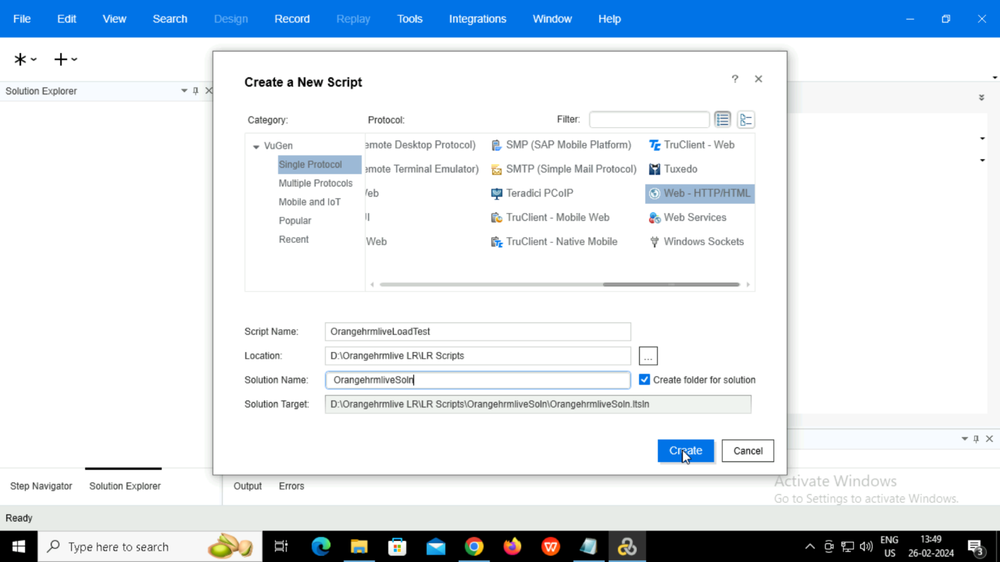 File Edit View Search Design Record Replay Tools Integrations Window Help
Solution Explorer
Create a New Script
?
Category: Protocol: Filter:
VuGen
Single Protocol
Multiple Protocols
Mobile and IoT
Popular
Recent
emote Desktop Protocol) SMP (SAP Mobile Platform) TruClient - Web
emote Terminal Emulator) SMTP (Simple Mail Protocol) Tuxedo
Teradici PCoIP Web - HTTP/HTML
TruClient - Mobile Web Web Services
Web TruClient - Native Mobile Windows Sockets
Script Name: OrangehrmliveLoadTest
Location: D:\Orangehrmlive LR\LR Scripts ...
Solution Name: OrangehrmliveSoln Create folder for solution
Solution Target: D:\Orangehrmlive LR\LR Scripts\OrangehrmliveSoln\OrangehrmliveSoln.ltsln
Create Cancel
Step Navigator Solution Explorer Output Errors
Activate Windows
Go to Settings to activate Windows.
Ready
Type here to search
ENG
US
13:49
26-02-2024
3